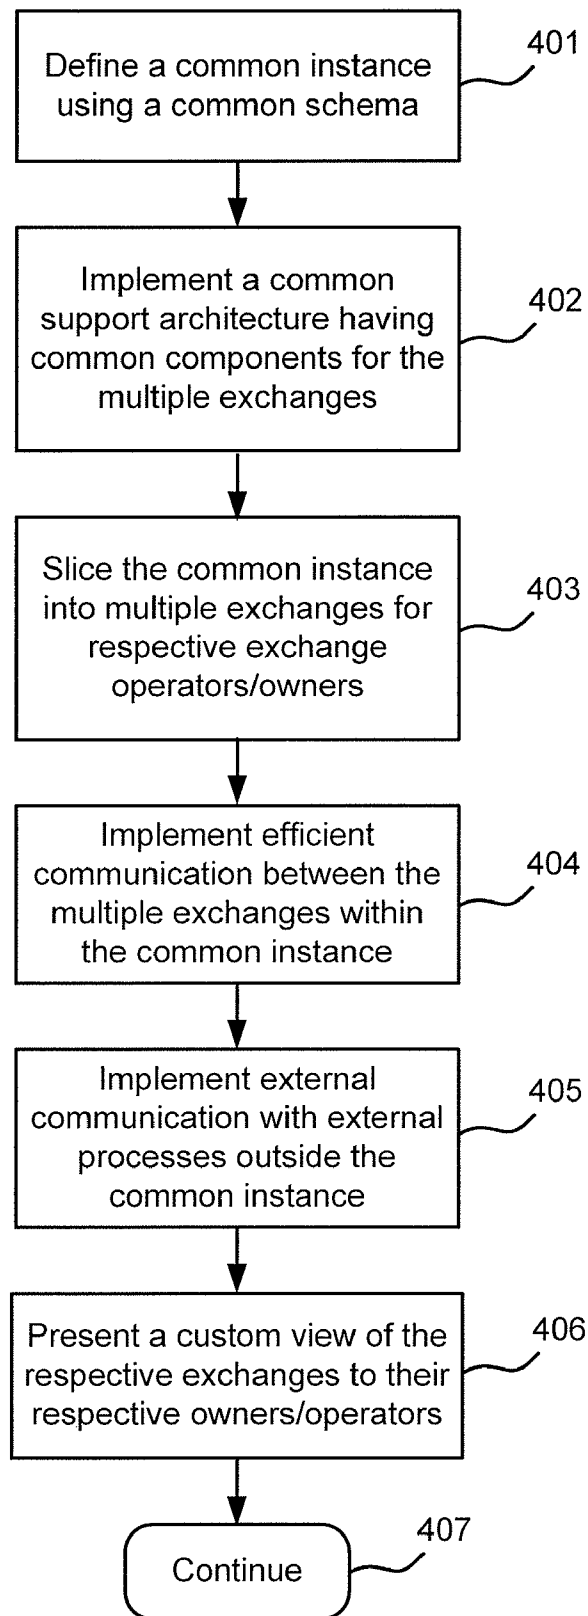 401
Define a common instance
using a common schema
402
Implement a common
support architecture having
common components for the
multiple exchanges
403
Slice the common instance
into multiple exchanges for
respective exchange
operators/owners
404
Implement efficient
communication between the
multiple exchanges within
the common instance
405
Implement external
communication with external
processes outside the
common instance
406
Present a custom view of the
respective exchanges to their
respective owners/operators
407
Continue